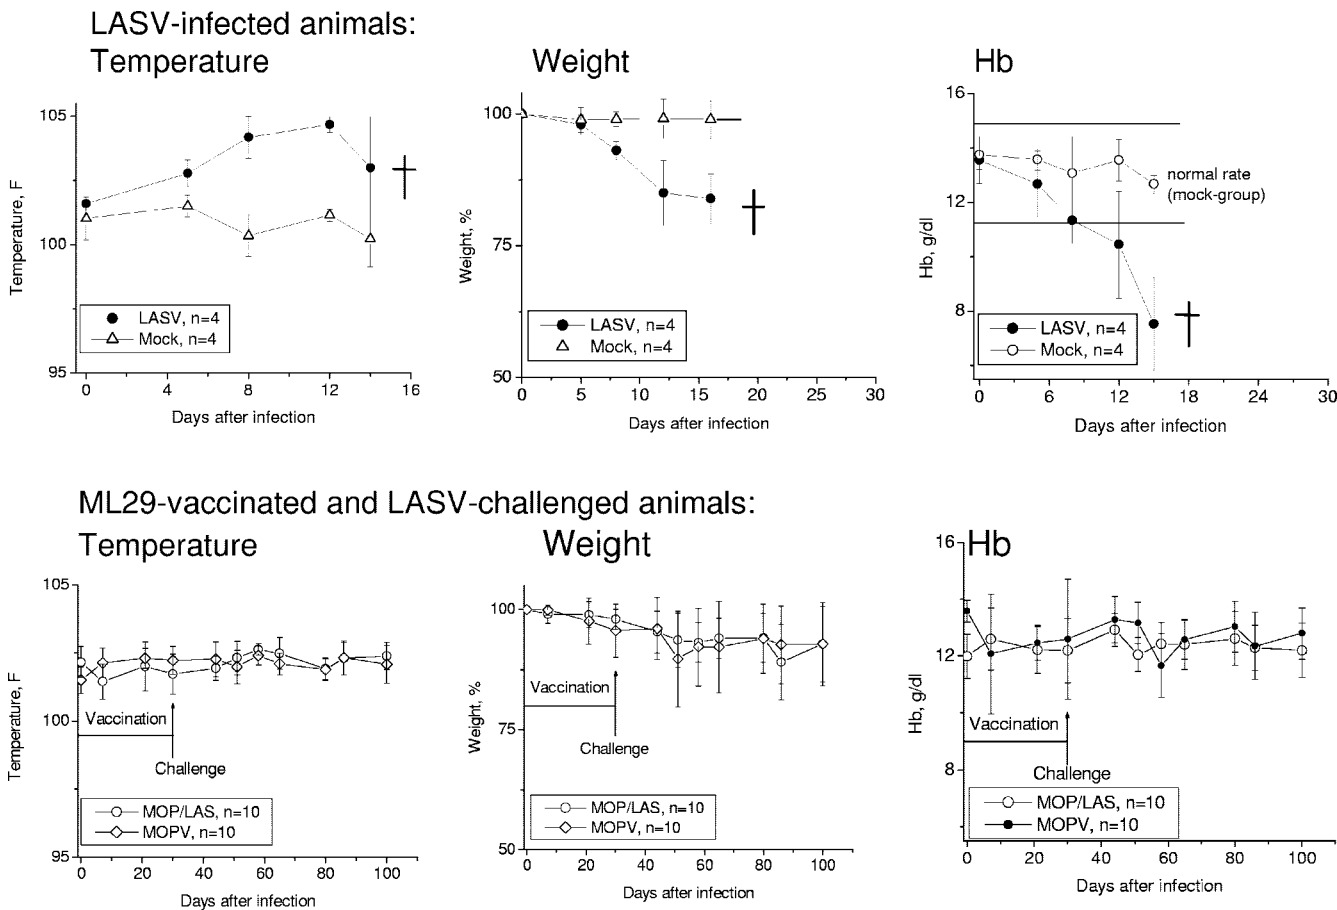 LASV-infected animals:
Temperature
Weight
Hb
105
100
95
Temperature, F
0
4
8
12
16
Days after infection
LASV, n=4
Mock, n=4
100
75
50
Weight, %
0
5
10
15
20
25
30
Days after infection
LASV, n=4
Mock, n=4
16
12
8
Hb, g/dl
normal rate
(mock-group)
0
6
12
18
24
30
Days after infection
LASV, n=4
Mock, n=4
ML29-vaccinated and LASV-challenged animals:
Temperature
Weight
Hb
105
100
95
Temperature, F
Vaccination
Challenge
MOP/LAS, n=10
MOPV, n=10
0
20
40
60
80
100
Days after infection
100
75
50
Weight, %
Vaccination
Challenge
MOP/LAS, n=10
MOPV, n=10
0
20
40
60
80
100
Days after infection
16
12
8
Hb, g/dl
Vaccination
Challenge
MOP/LAS, n=10
MOPV, n=10
0
20
40
60
80
100
Days after infection